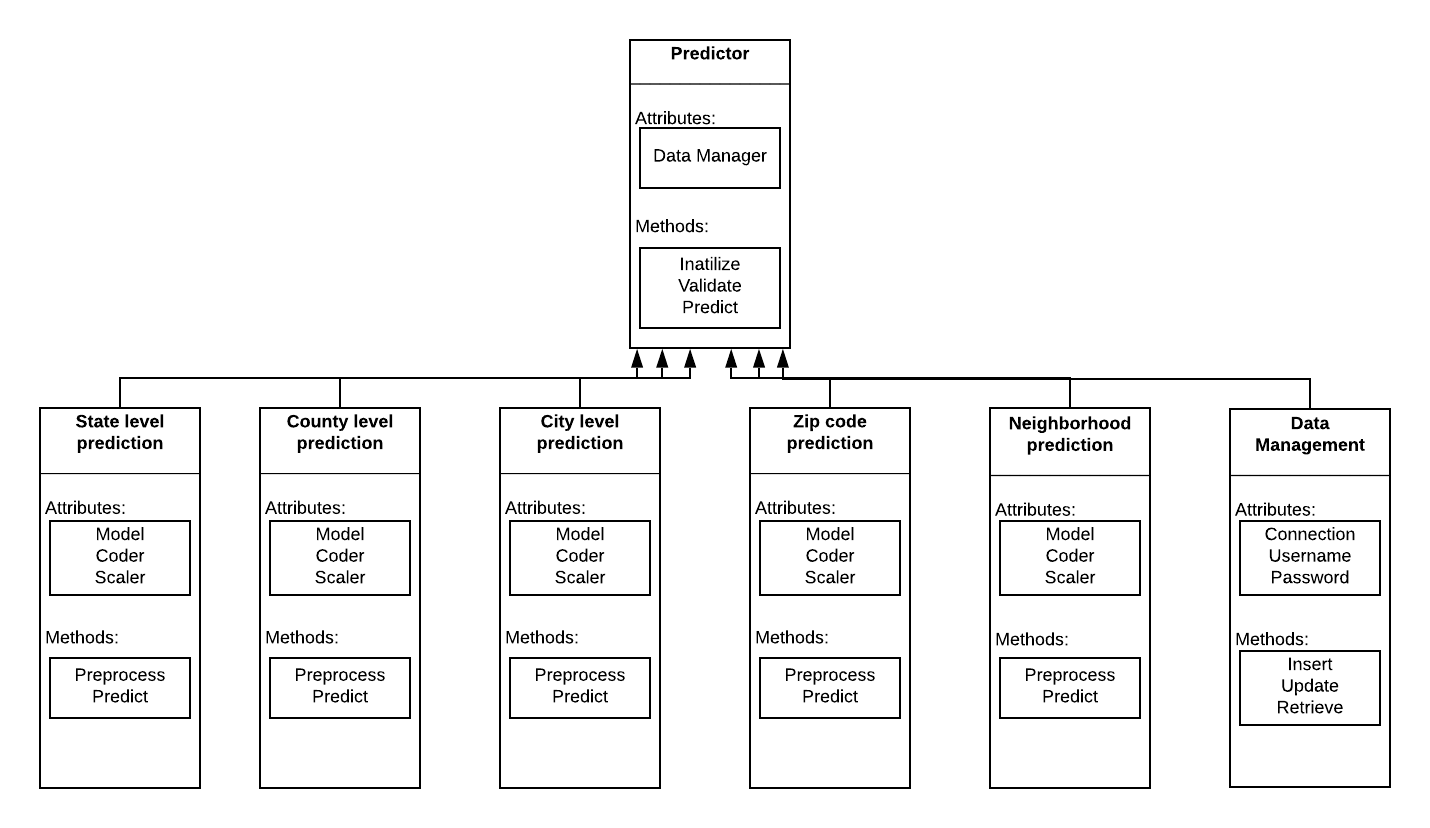 Predictor
Attributes:
Data Manager
Methods:
Inatilize
Validate
Predict
State level
prediction
Attributes:
Model
Coder
Scaler
Methods:
Preprocess
Predict
County level
prediction
Attributes:
Model
Coder
Scaler
Methods:
Preprocess
Predict
City level
prediction
Attributes:
Model
Coder
Scaler
Methods:
Preprocess
Predict
Zip code
prediction
Attributes:
Model
Coder
Scaler
Methods:
Preprocess
Predict
Neighborhood
prediction
Attributes:
Model
Coder
Scaler
Methods:
Preprocess
Predict
Data
Management
Attributes:
Connection
Username
Password
Methods:
Insert
Update
Retrieve